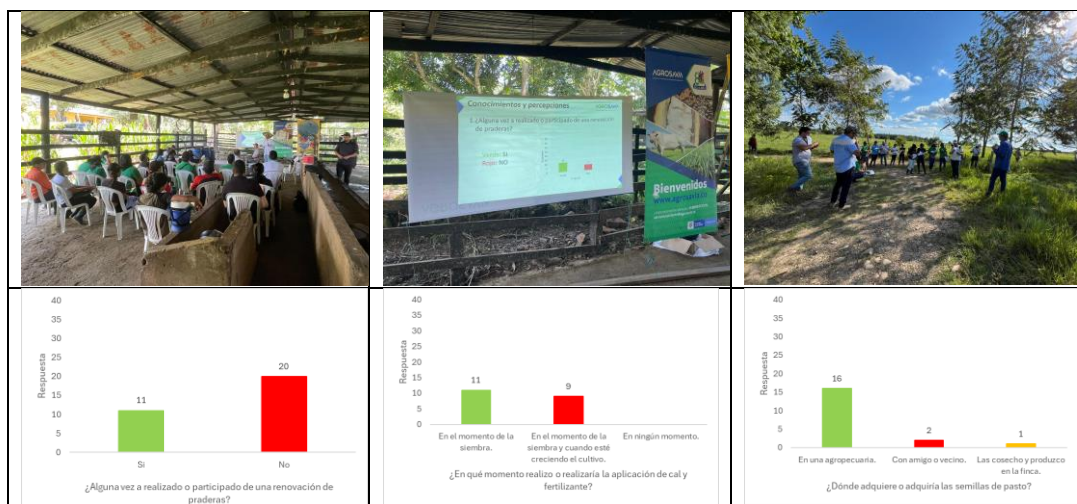 Conocimientos y percepciones
¿Alguna vez a realizado o participado de una renovación
de praderas?
Verde: SI
Rojo: NO
AGROSAVIA
Bienvenidos
www.agrosavia.co
40
35
30
25
20
15
10
5
0
Respuesta
11
20
Si
No
¿Alguna vez a realizado o participado de una renovación de
praderas?
40
35
30
25
20
15
10
5
0
Respuesta
11
9
En el momento de la
siembra.
En el momento de la
siembra y cuando esté
creciendo el cultivo.
En ningún momento.
¿En qué momento realizo o realizaría la aplicación de cal y
fertilizante?
40
35
30
25
20
15
10
5
0
Respuesta
16
2
1
En una agropecuaria.
Con amigo o vecino.
Las cosecho y produzco
en la finca.
¿Dónde adquiere o adquiría las semillas de pasto?